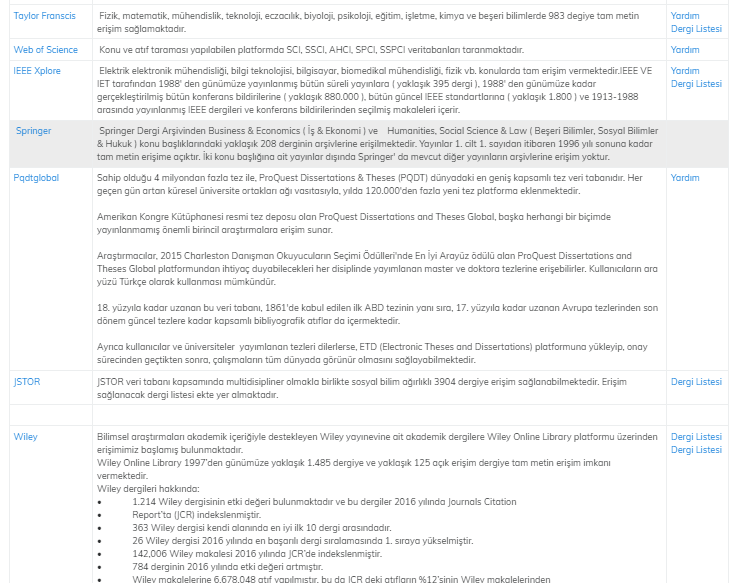 Taylor Franscis
Fizik, matematik, mühendislik, teknoloji, eczacılık, biyoloji, psikoloji, eğitim, işletme, kimya ve beşeri bilimlerde 983 degiye tam metin
erişim sağlamaktadır.
Yardım
Dergi Listesi
Web of Science
Konu ve atıf taraması yapılabilen platformda SCI, SSCI, AHCI, SPCI, SSPCI veritabanları taranmaktadır.
Yardım
IEEE Xplore
Elektrik elektronik mühendisliği, bilgi teknolojisi, bilgisayar, biomedikal mühendisliği, fizik vb. konularda tam erişim vermektedir.IEEE VE
IET tarafından 1988' den günümüze yayınlanmış bütün süreli yayınlara ( yaklaşık 395 dergi ), 1988' den günümüze kadar
gerçekleştirilmiş bütün konferans bildirilerine ( yaklaşık 880.000 ), bütün güncel IEEE standartlarına ( yaklaşık 1.800 ) ve 1913-1988
arasında yayınlanmış IEEE dergileri ve konferans bildirilerinden seçilmiş makaleleri içerir.
Yardım
Dergi Listesi
Springer
Springer Dergi Arşivinden Business & Economics ( İş & Ekonomi ) ve Humanities, Social Science & Law ( Beşeri Bilimler, Sosyal Bilimler
& Hukuk ) konu başlıklarındaki yaklaşık 208 derginin arşivlerine erişilmektedir. Yayınlar 1. cilt 1. sayıdan itibaren 1996 yılı sonuna kadar
tam metin erişime açıktır. İki konu başlığına ait yayınlar dışında Springer' da mevcut diğer yayınların arşivlerine erişim yoktur.
Pqdtglobal
Sahip olduğu 4 milyondan fazla tez ile, ProQuest Dissertations & Theses (PQDT) dünyadaki en geniş kapsamlı tez veri tabanıdır. Her
geçen gün artan küresel üniversite ortakları ağı vasıtasıyla, yılda 120.000'den fazla yeni tez platforma eklenmektedir.
Amerikan Kongre Kütüphanesi resmi tez deposu olan ProQuest Dissertations and Theses Global, başka herhangi bir biçimde
yayınlanmamış önemli birincil araştırmalara erişim sunar.
Araştırmacılar, 2015 Charleston Danışman Okuyucuların Seçimi Ödülleri'nde En İyi Arayüz ödülü alan ProQuest Dissertations and
Theses Global platformundan ihtiyaç duyabilecekleri her disiplinde yayımlanan master ve doktora tezlerine erişebilirler. Kullanıcıların ara
yüzü Türkçe olarak kullanması mümkündür.
18. yüzyıla kadar uzanan bu veri tabanı, 1861'de kabul edilen ilk ABD tezinin yanı sıra, 17. yüzyıla kadar uzanan Avrupa tezlerinden son
dönem güncel tezlere kadar kapsamlı bibliyografik atıflar da içermektedir.
Ayrıca kullanıcılar ve üniversiteler yayımlanan tezleri dilerlerse, ETD (Electronic Theses and Dissertations) platformuna yükleyip, onay
sürecinden geçtikten sonra, çalışmaların tüm dünyada görünür olmasını sağlayabilmektedir.
Yardım
JSTOR
JSTOR veri tabanı kapsamında multidisipliner olmakla birlikte sosyal bilim ağırlıklı 3904 dergiye erişim sağlanabilmektedir. Erişim
sağlanacak dergi listesi ekte yer almaktadır.
Dergi Listesi
Wiley
Bilimsel araştırmaları akademik içeriğiyle destekleyen Wiley yayınevine ait akademik dergilere Wiley Online Library platformu üzerinden
erişimimiz başlamış bulunmaktadır.
Wiley Online Library 1997'den günümüze yaklaşık 1.485 dergiye ve yaklaşık 125 açık erişim dergiye tam metin erişim imkanı
vermektedir.
Wiley dergileri hakkında:
• 1.214 Wiley dergisinin etki değeri bulunmaktadır ve bu dergiler 2016 yılında Journals Citation
• Report'ta (JCR) indekslenmiştir.
• 363 Wiley dergisi kendi alanında en iyi ilk 10 dergi arasındadır.
• 26 Wiley dergisi 2016 yılında en başarılı dergi sıralamasında 1. sıraya yükselmiştir.
• 142,006 Wiley makalesi 2016 yılında JCR'de indekslenmiştir.
• 784 derginin 2016 yılında etki değeri artmıştır.
• Wiley makalelerine 6,678,048 atıf yapılmıştır, bu da JCR deki atıfların %12'sinin Wiley makalelerinden
Dergi Listesi
Dergi Listesi